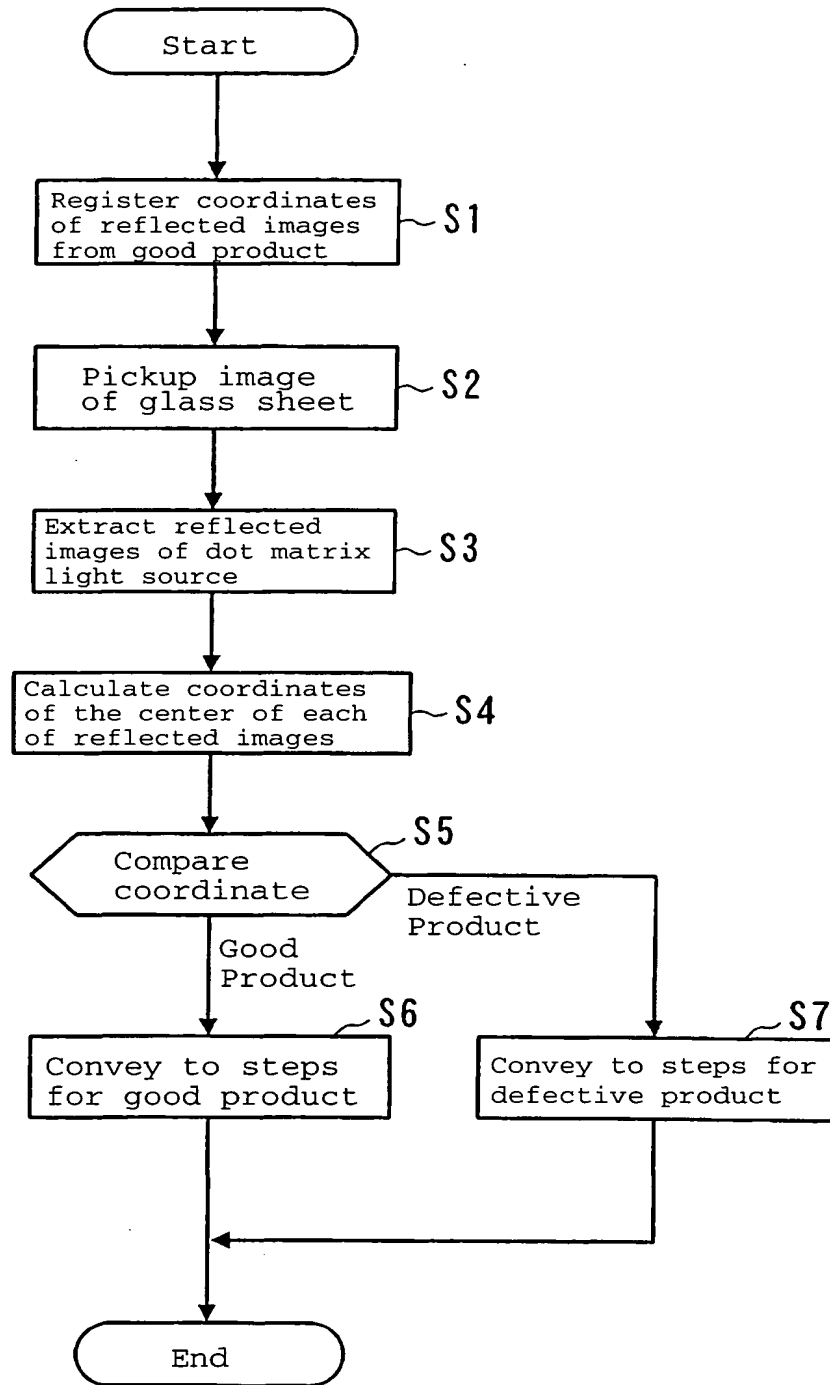 Start
Register coordinates
of reflected images
from good product
S1
Pickup image
of glass sheet
S2
Extract reflected
images of dot matrix
light source
S3
Calculate coordinates
of the center of each
of reflected images
S4
Compare
coordinate
S5
Defective
Product
Good
Product
S6
Convey to steps
for good product
S7
Convey to steps for
defective product
End